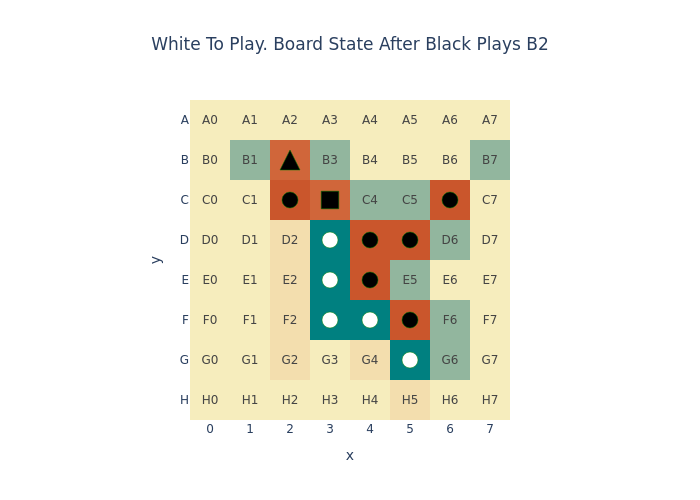 White To Play. Board State After Black Plays B2
A A0 A1 A2 A3 A4 A5 A6 A7
B B0 B1 B3 B4 B5 B6 B7
C C0 C1 C4 C5 C7
D D0 D1 D2 D6 D7
E E0 E1 E2 E5 E6 E7
F F0 F1 F2 F6 F7
G G0 G1 G2 G3 G4 G6 G7
H H0 H1 H2 H3 H4 H5 H6 H7
0 1 2 3 4 5 6 7
x
y